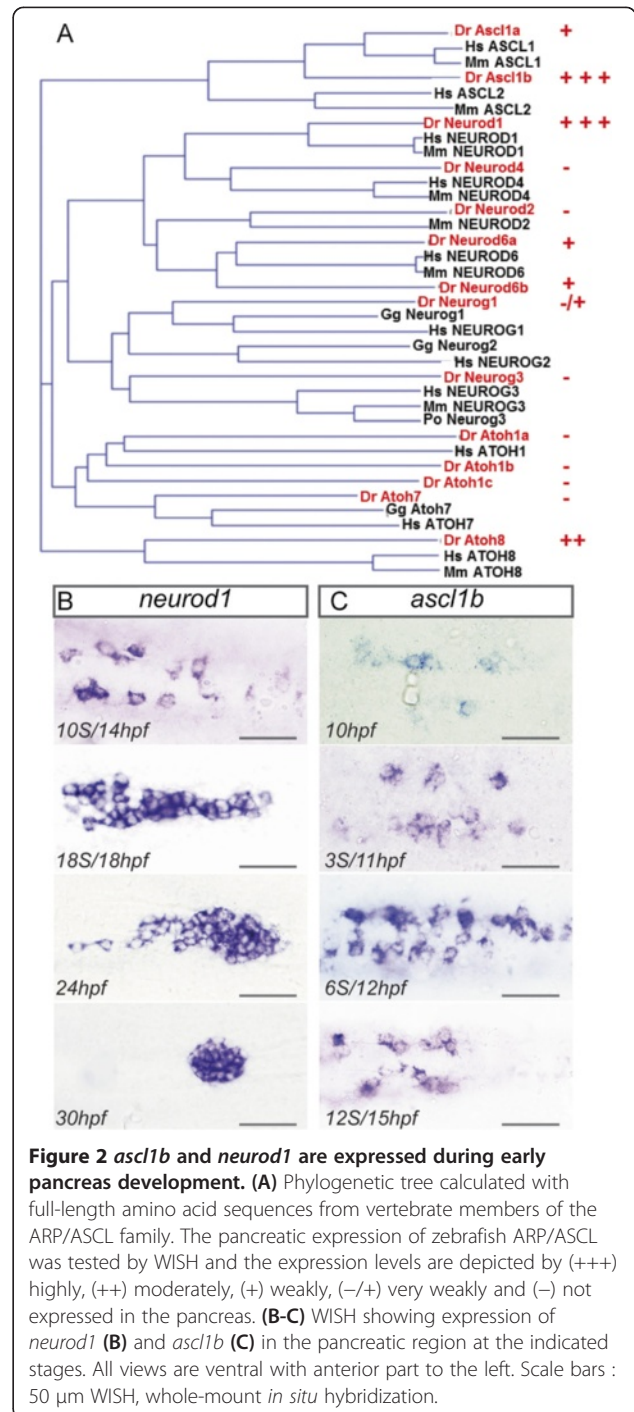 A
Dr Ascl1a +
Hs ASCL1
Mm ASCL1
Dr Ascl1b +++
Hs ASCL2
Mm ASCL2
Dr Neurod1 +++
Hs NEUROD1
Mm NEUROD1
Dr Neurod4 -
Hs NEUROD4
Mm NEUROD4
Dr Neurod2 -
Mm NEUROD2
Dr Neurod6a +
Hs NEUROD6
Mm NEUROD6
Dr Neurod6b +
Dr Neurog1 -/+
Gg Neurog1
Hs NEUROG1
Gg Neurog2
Hs NEUROG2
Dr Neurog3 -
Hs NEUROG3
Mm NEUROG3
Po Neurog3
Dr Atoh1a -
Hs ATOH1
Dr Atoh1b -
Dr Atoh1c -
Dr Atoh7 -
Gg Atoh7
Hs ATOH7
Dr Atoh8 ++
Hs ATOH8
Mm ATOH8
B neurod1
10S/14hpf
18S/18hpf
24hpf
30hpf
C ascl1b
10hpf
3S/11hpf
6S/12hpf
12S/15hpf
Figure 2 ascl1b and neurod1 are expressed during early
pancreas development. (A) Phylogenetic tree calculated with
full-length amino acid sequences from vertebrate members of the
ARP/ASCL family. The pancreatic expression of zebrafish ARP/ASCL
was tested by WISH and the expression levels are depicted by (+++)
highly, (++) moderately, (+) weakly, (−/+) very weakly and (−) not
expressed in the pancreas. (B-C) WISH showing expression of
neurod1 (B) and ascl1b (C) in the pancreatic region at the indicated
stages. All views are ventral with anterior part to the left. Scale bars :
50 μm WISH, whole-mount in situ hybridization.